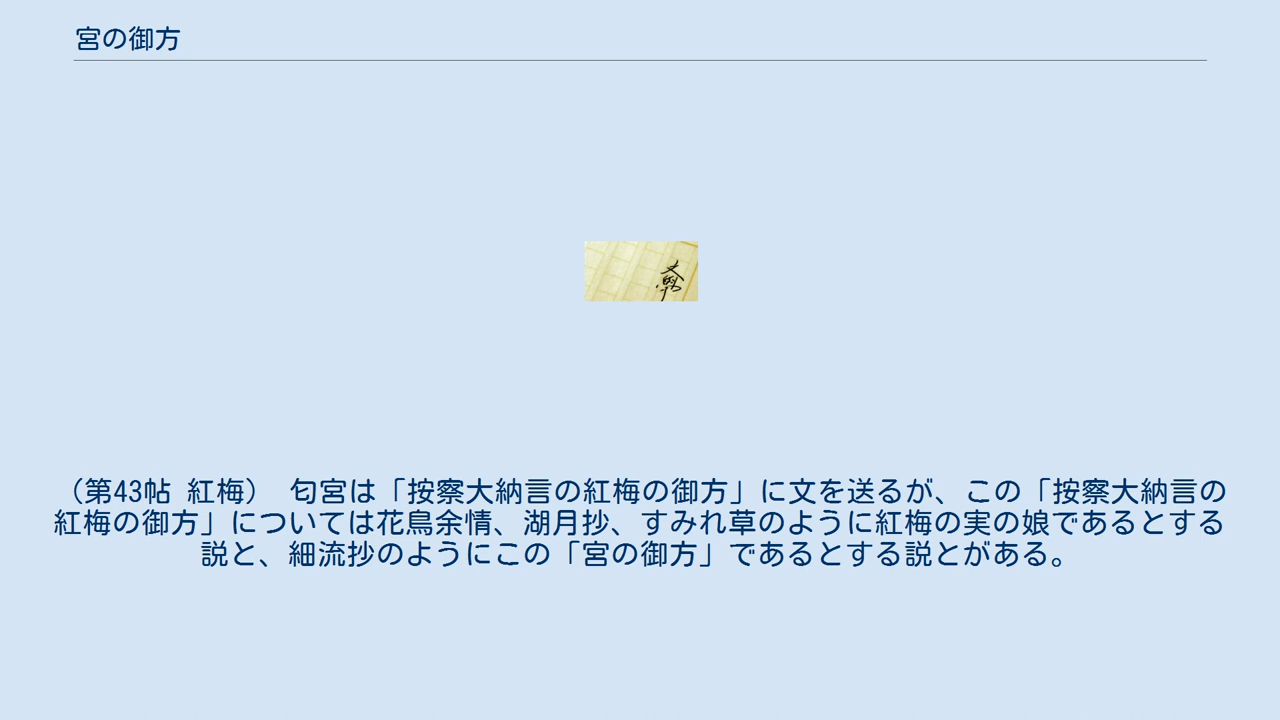 宮の御方
（第43帖 紅梅） 匂宮は「按察大納言の紅梅の御方」に文を送るが、この「按察大納言の
紅梅の御方」については花鳥余情、湖月抄、すみれ草のように紅梅の実の娘であるとする
説と、細流抄のようにこの「宮の御方」であるとする説とがある。